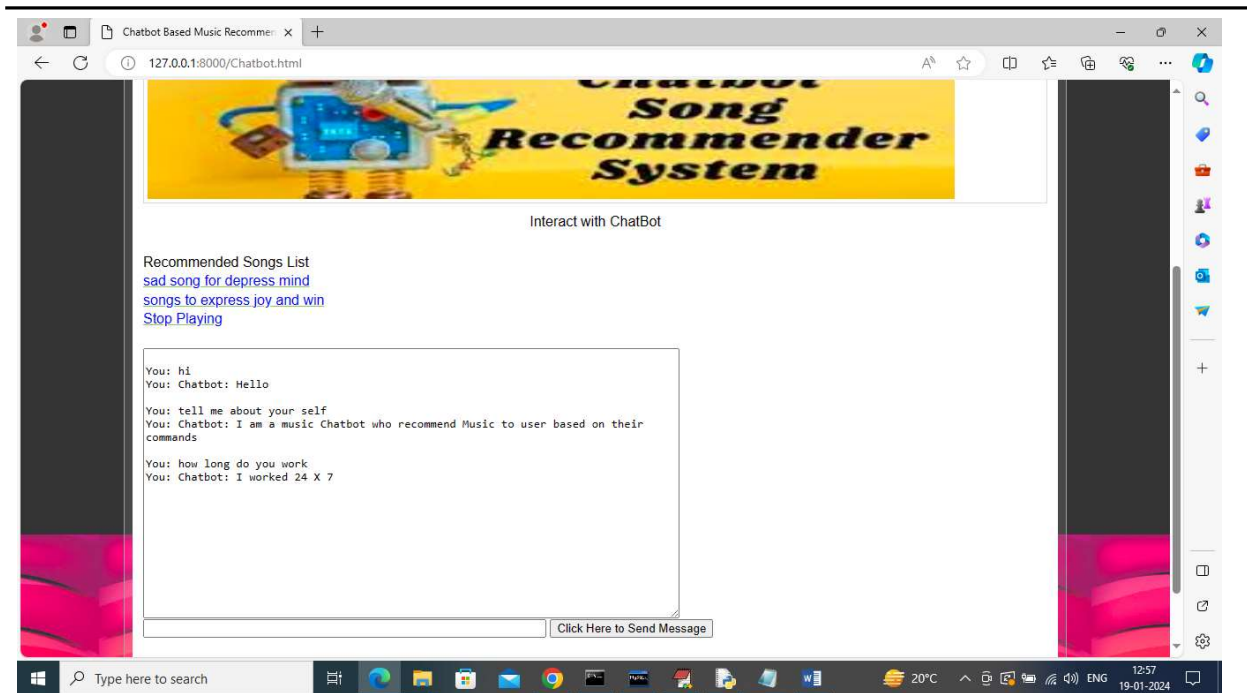 Chatbot Based Music Recommen
127.0.0.1:8000/Chatbot.html
Chatbot
Song
Recommender
System
Interact with ChatBot
Recommended Songs List
sad song for depress mind
songs to express joy and win
Stop Playing
You: hi
You: Chatbot: Hello
You: tell me about your self
You: Chatbot: I am a music Chatbot who recommend Music to user based on their
commands
You: how long do you work
You: Chatbot: I worked 24 X 7
Click Here to Send Message
Type here to search
20°C
ENG
12:57
19-01-2024